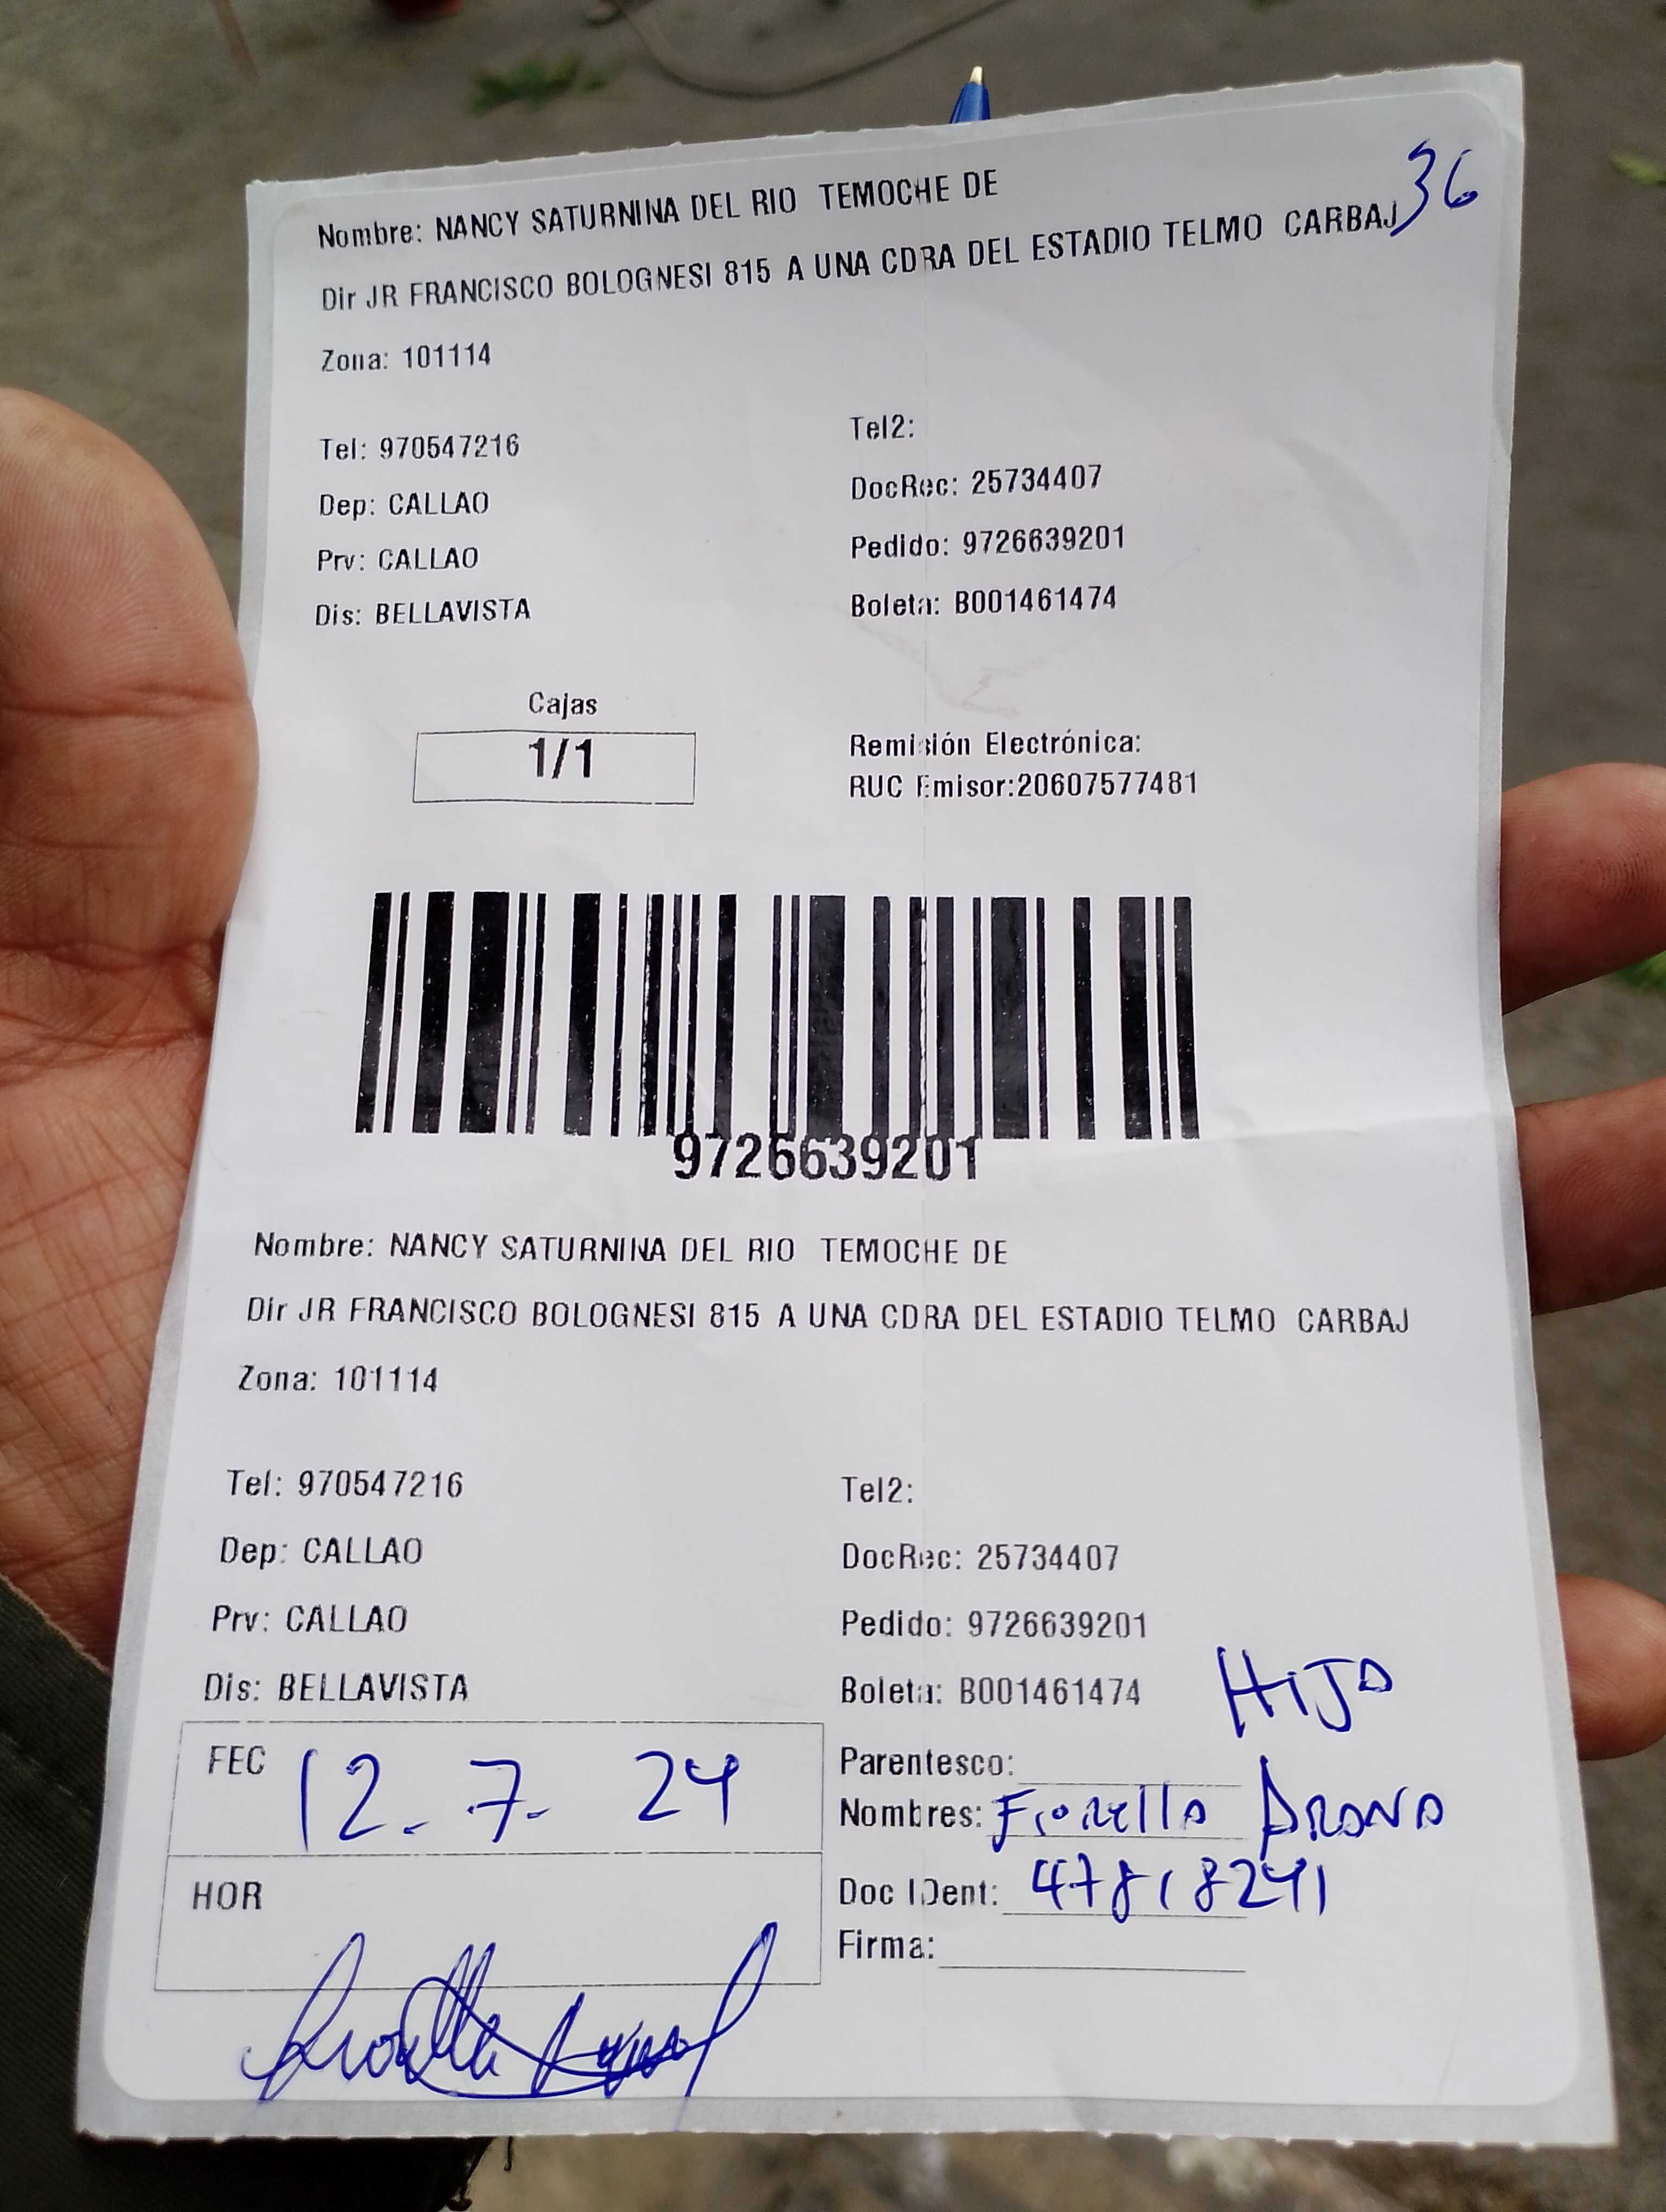 36
Nombre: NANCY SATURNINA DEL RIO TEMOCHE DE
Dir JR FRANCISCO BOLOGNESI 815 A UNA CDRA DEL ESTADIO TELMO CARBAJ
Zona: 101114
Tel: 970547216
Tel2:
Dep: CALLAO
DocRec: 25734407
Prv: CALLAO
Pedido: 9726639201
Dis: BELLAVISTA
Boleta: B001461474
Cajas
1/1
Remisión Electrónica:
RUC Emisor:20607577481
9726639201
Nombre: NANCY SATURNINA DEL RIO TEMOCHE DE
Dir JR FRANCISCO BOLOGNESI 815 A UNA CDRA DEL ESTADIO TELMO CARBAJ
Zona: 101114
Tel: 970547216
Tel2:
Dep: CALLAO
DocRec: 25734407
Prv: CALLAO
Pedido: 9726639201
Dis: BELLAVISTA
Boleta: B001461474
HIJA
FEC 12-7-24
Parentesco:
Nombres: Fiorella ARANA
HOR
Doc IDent: 47818241
Firma: